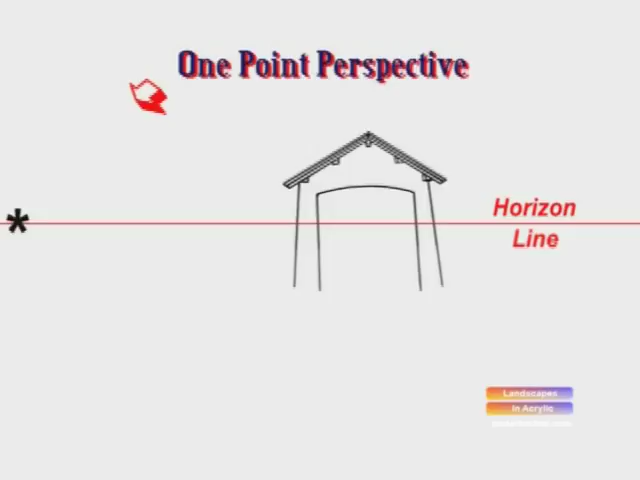 One Point Perspective
*
Horizon
Line
Landscapes
in Acrylic